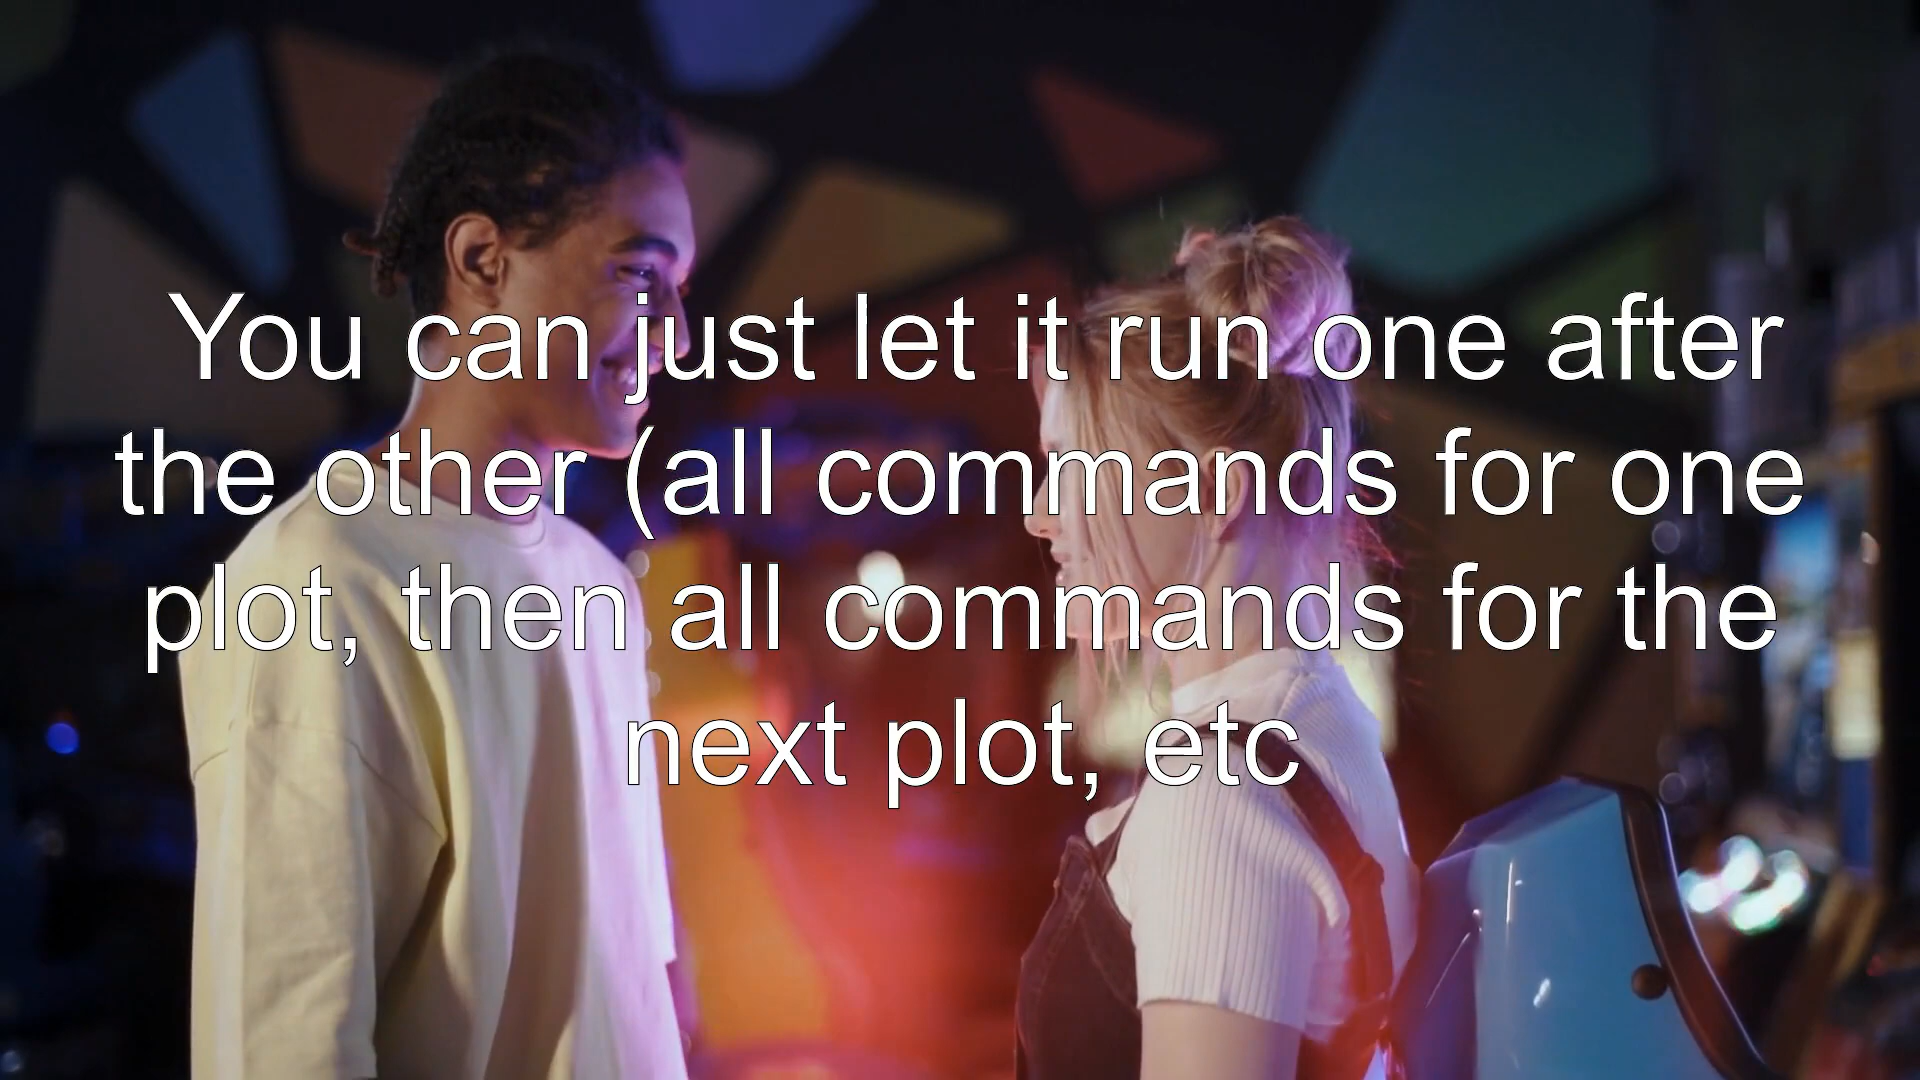 You can just let it run one after
the other (all commands for one
plot, then all commands for the
next plot, etc